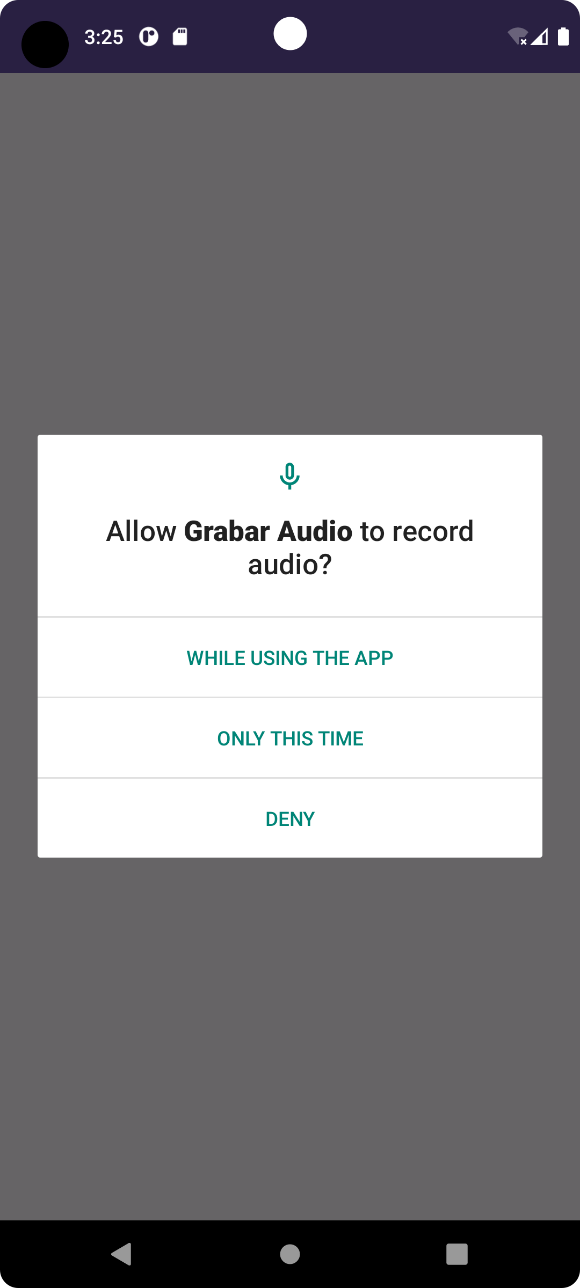 3:25
Allow Grabar Audio to record
audio?
WHILE USING THE APP
ONLY THIS TIME
DENY